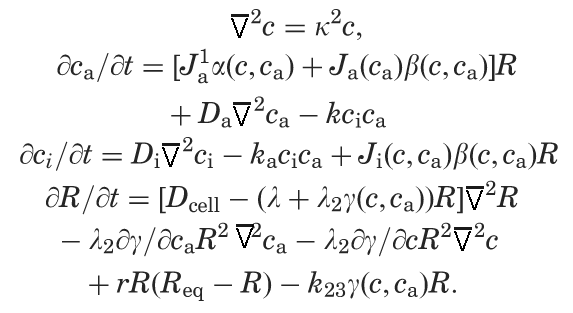 ∇̅²c = κ²c,
∂cₐ/∂t = [Jₐ¹α(c, cₐ) + Jₐ(cₐ)β(c, cₐ)]R
+ Dₐ∇̅²cₐ − kcᵢcₐ
∂cᵢ/∂t = Dᵢ∇̅²cᵢ − kₐcᵢcₐ + Jᵢ(c, cₐ)β(c, cₐ)R
∂R/∂t = [D_cell − (λ + λ₂γ(c, cₐ))R]∇̅²R
− λ₂∂γ/∂cₐR² ∇̅²cₐ − λ₂∂γ/∂cR²∇̅²c
+ rR(R_eq − R) − k₂₃γ(c, cₐ)R.